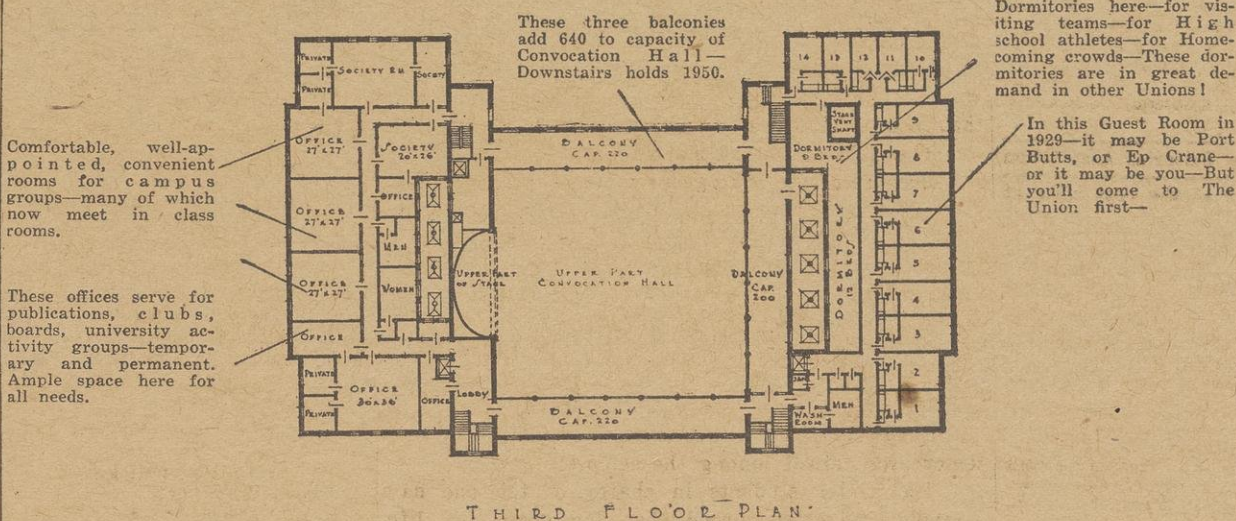 These three balconies
add 640 to capacity of
Convocation Hall—
Downstairs holds 1950.
Dormitories here—for vis-
iting teams—for High
school athletes—for Home-
coming crowds—These dor-
mitories are in great de-
mand in other Unions!
In this Guest Room in
1929—it may be Port
Butts, or Ep Crane—
or it may be you—But
you'll come to The
Union first—
Comfortable, well-ap-
pointed, convenient
rooms for campus
groups—many of which
now meet in class
rooms.
These offices serve for
publications, clubs,
boards, university ac-
tivity groups—tempor-
ary and permanent.
Ample space here for
all needs.
PRIVATE
PRIVATE
SOCIETY RM
OFFICE
27'x27'
SOCIETY
20'x26'
OFFICE
OFFICE
27'x27'
MEN
WOMEN
OFFICE
27'x27'
OFFICE
PRIVATE
PRIVATE
OFFICE
30'x36'
OFFICE
LOBBY
UPPER PART
OF STAGE
BALCONY
CAP. 220
UPPER PART
CONVOCATION HALL
BALCONY
CAP.
200
BALCONY
CAP. 220
14
13
12
11
10
STAGE
VENT
SHAFT
DORMITORY
DORMITORY
12 BEDS
9
8
7
6
5
4
3
2
1
WASH
ROOM
MEN
THIRD FLOOR PLAN